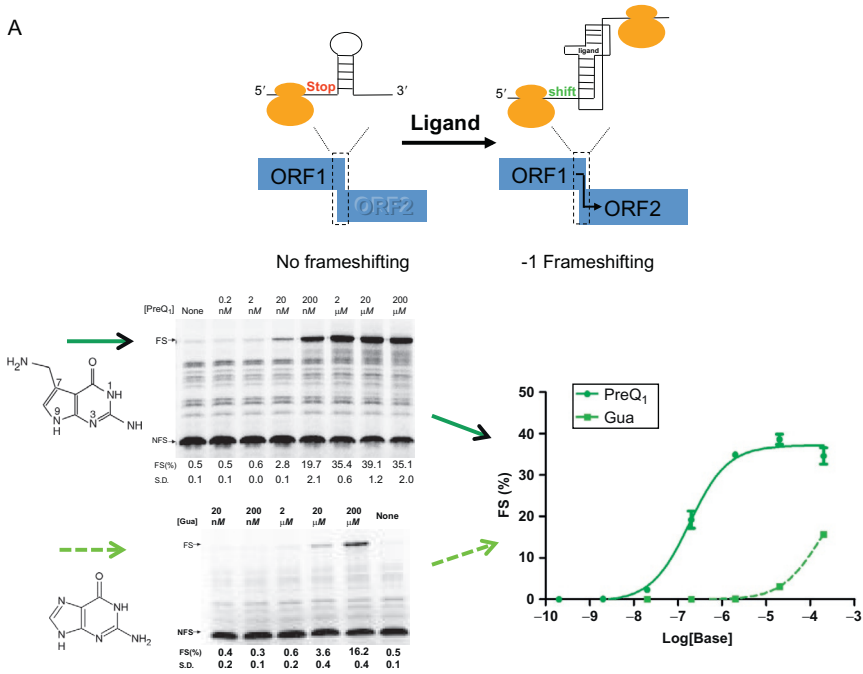 A
ligand
5′ Stop 3′
5′ shift 3′
Ligand
ORF1 ORF1
ORF2 ORF2
No frameshifting -1 Frameshifting
[PreQ1] None 0.2 nM 2 nM 20 nM 200 nM 2 μM 20 μM 200 μM
FS
NFS
FS(%) 0.5 0.5 0.6 2.8 19.7 35.4 39.1 35.1
S.D. 0.1 0.1 0.0 0.1 2.1 0.6 1.2 2.0
H2N
O
7 1
NH
9 3
N
H
N NH
[Gua] 20 nM 200 nM 2 μM 20 μM 200 μM None
FS
NFS
FS(%) 0.4 0.3 0.6 3.6 16.2 0.5
S.D. 0.2 0.1 0.2 0.4 0.4 0.1
O
N NH
N
H
N NH2
PreQ1
Gua
FS (%)
50
40
30
20
10
0
−10 −9 −8 −7 −6 −5 −4 −3
Log[Base]